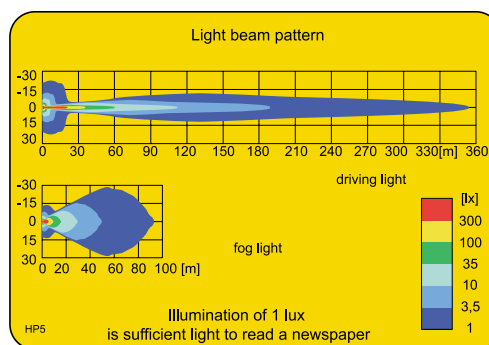 Light beam pattern
-30
-15
0
15
30
0 30 60 90 120 150 180 210 240 270 300 330[m] 360
driving light
-30
-15
0
15
30
0 20 40 60 80 100 [m]
fog light
[lx]
300
100
35
10
3,5
1
Illumination of 1 lux
is sufficient light to read a newspaper
HP5